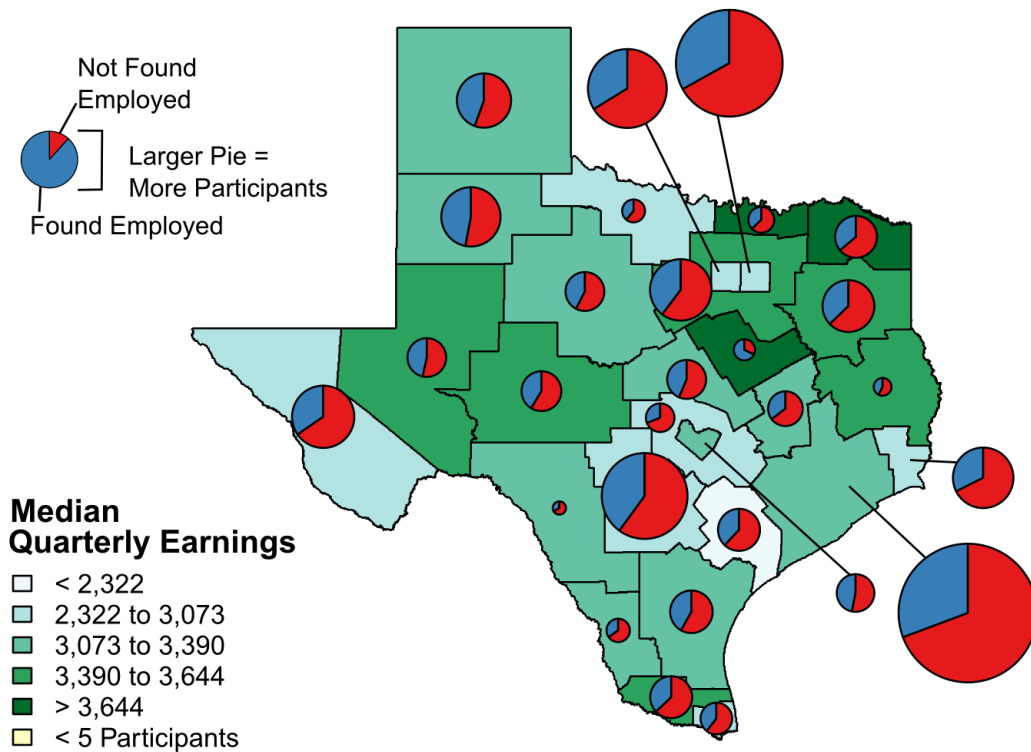 Not Found
Employed
Larger Pie =
More Participants
Found Employed
Median
Quarterly Earnings
< 2,322
2,322 to 3,073
3,073 to 3,390
3,390 to 3,644
> 3,644
< 5 Participants